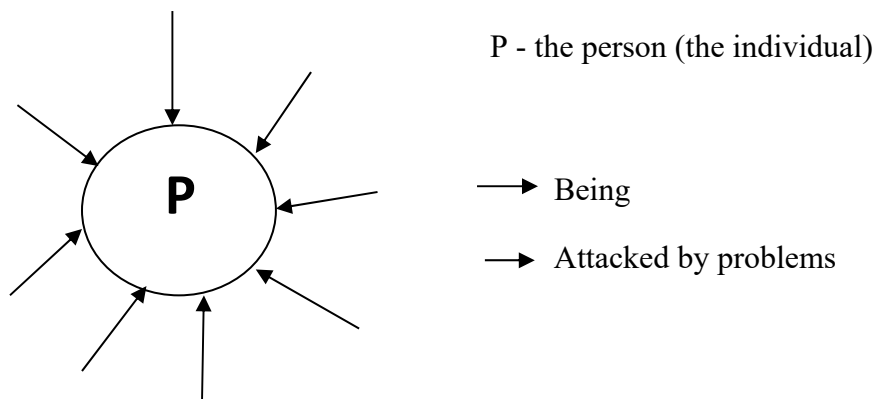 P - the person (the individual)
P
Being
Attacked by problems